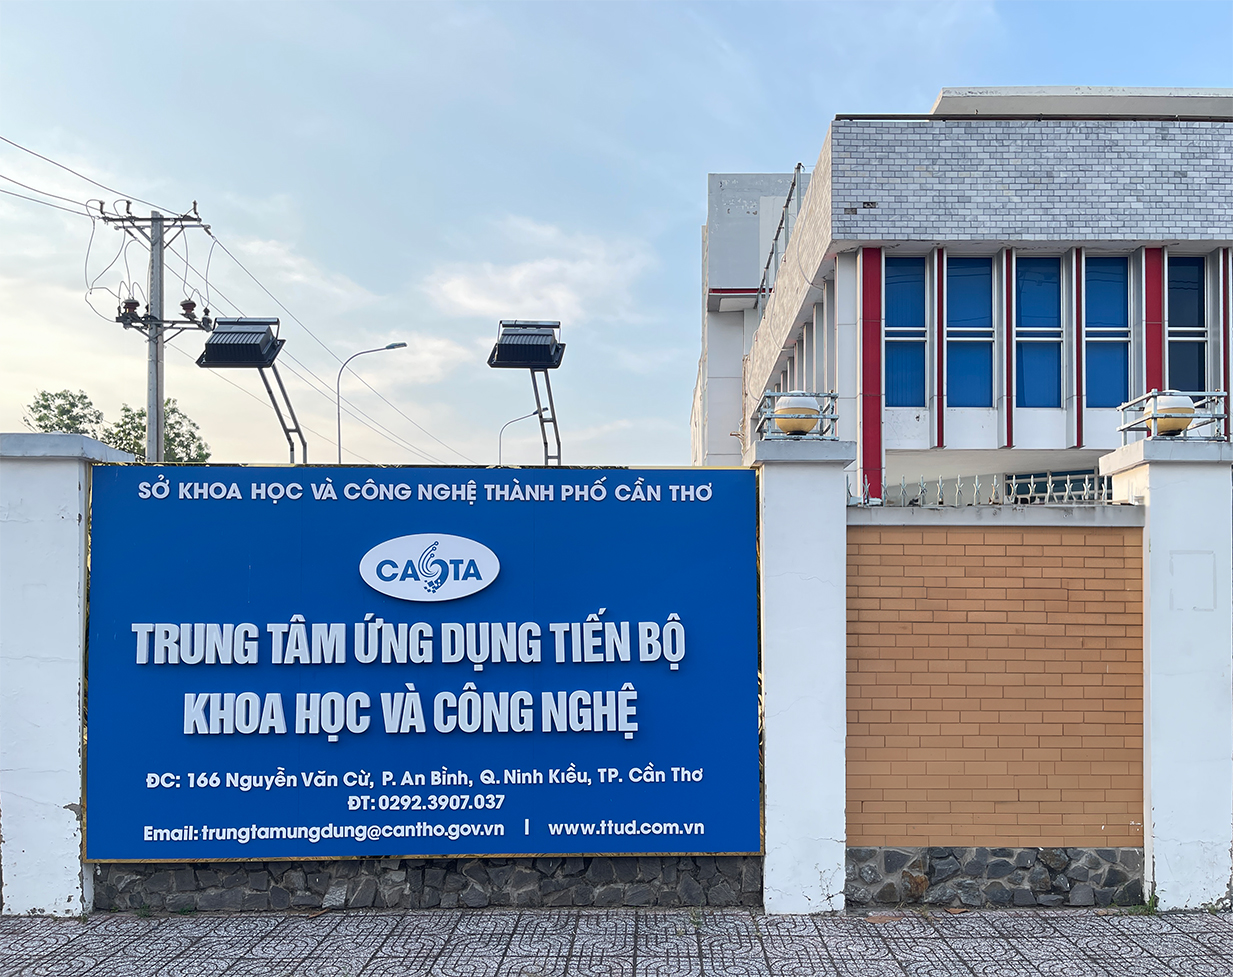 SỞ KHOA HỌC VÀ CÔNG NGHỆ THÀNH PHỐ CẦN THƠ
CASTA
TRUNG TÂM ỨNG DỤNG TIẾN BỘ
KHOA HỌC VÀ CÔNG NGHỆ
ĐC: 166 Nguyễn Văn Cừ, P. An Bình, Q. Ninh Kiều, TP. Cần Thơ
ĐT: 0292.3907.037
Email: trungtamungdung@cantho.gov.vn | www.ttud.com.vn